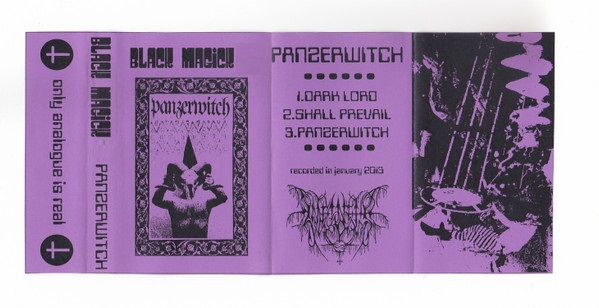 only analogue is real
BLACK MAGICK
PANZERWITCH
BLACK MAGICK
panzerwitch
PANZERWITCH
1.DARK LORD
2.SHALL PREVAIL
3.PANZERWITCH
recorded in january 2013